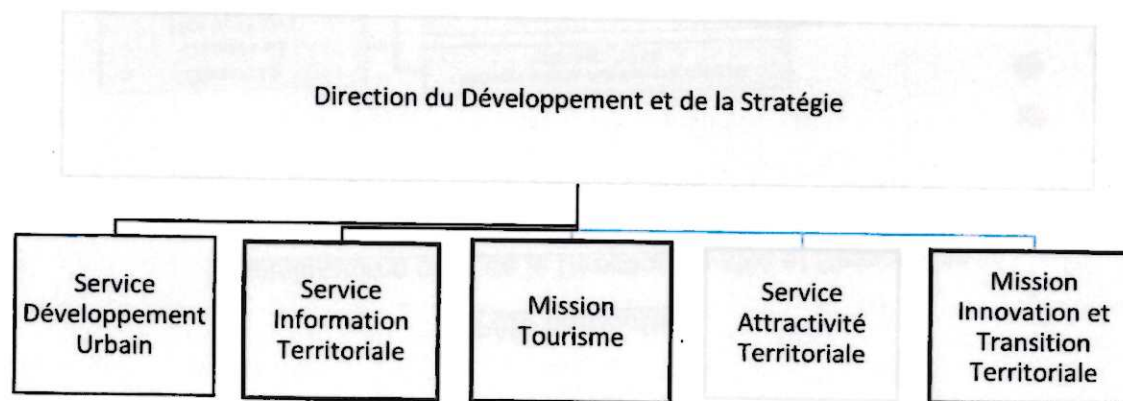 Direction du Développement et de la Stratégie
Service
Développement
Urbain
Service
Information
Territoriale
Mission
Tourisme
Service
Attractivité
Territoriale
Mission
Innovation et
Transition
Territoriale